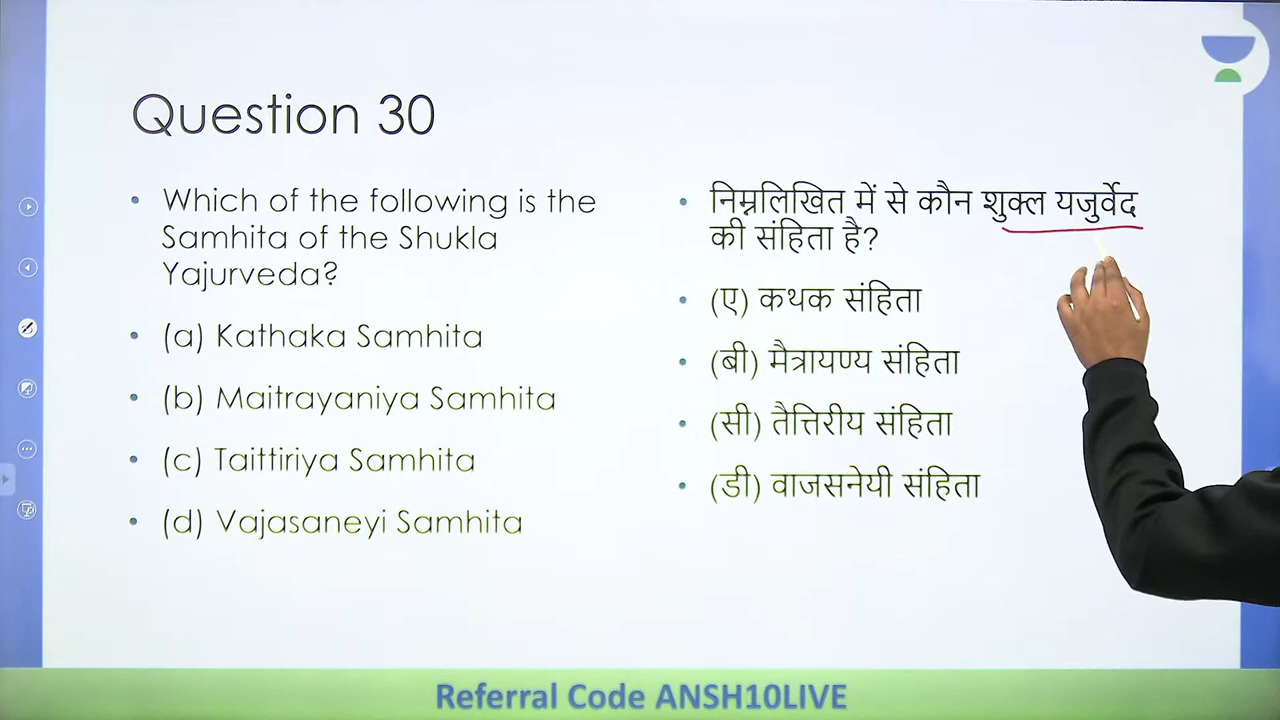 Question 30
• Which of the following is the
Samhita of the Shukla
Yajurveda?
• (a) Kathaka Samhita
• (b) Maitrayaniya Samhita
• (c) Taittiriya Samhita
• (d) Vajasaneyi Samhita
• निम्नलिखित में से कौन शुक्ल यजुर्वेद
की संहिता है?
• (ए) कथक संहिता
• (बी) मैत्रायण्य संहिता
• (सी) तैत्तिरीय संहिता
• (डी) वाजसनेयी संहिता
Referral Code ANSH10LIVE